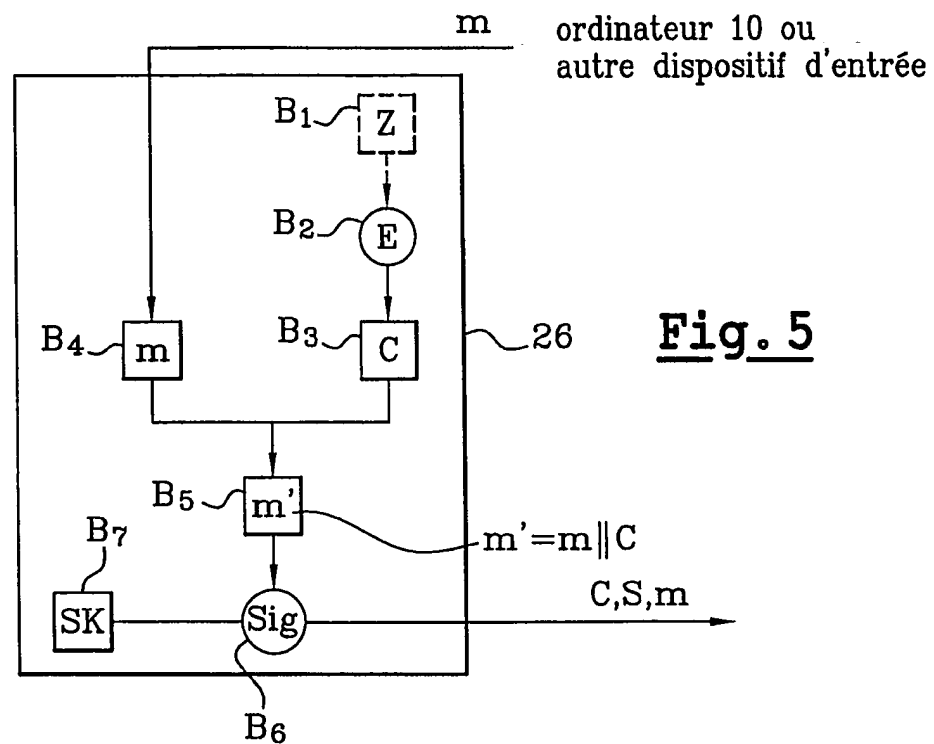 m
ordinateur 10 ou
autre dispositif d'entrée
B1
Z
B2
E
B4
m
B3
C
26
Fig. 5
B5
m'
m'=m||C
B7
SK
Sig
C,S,m
B6